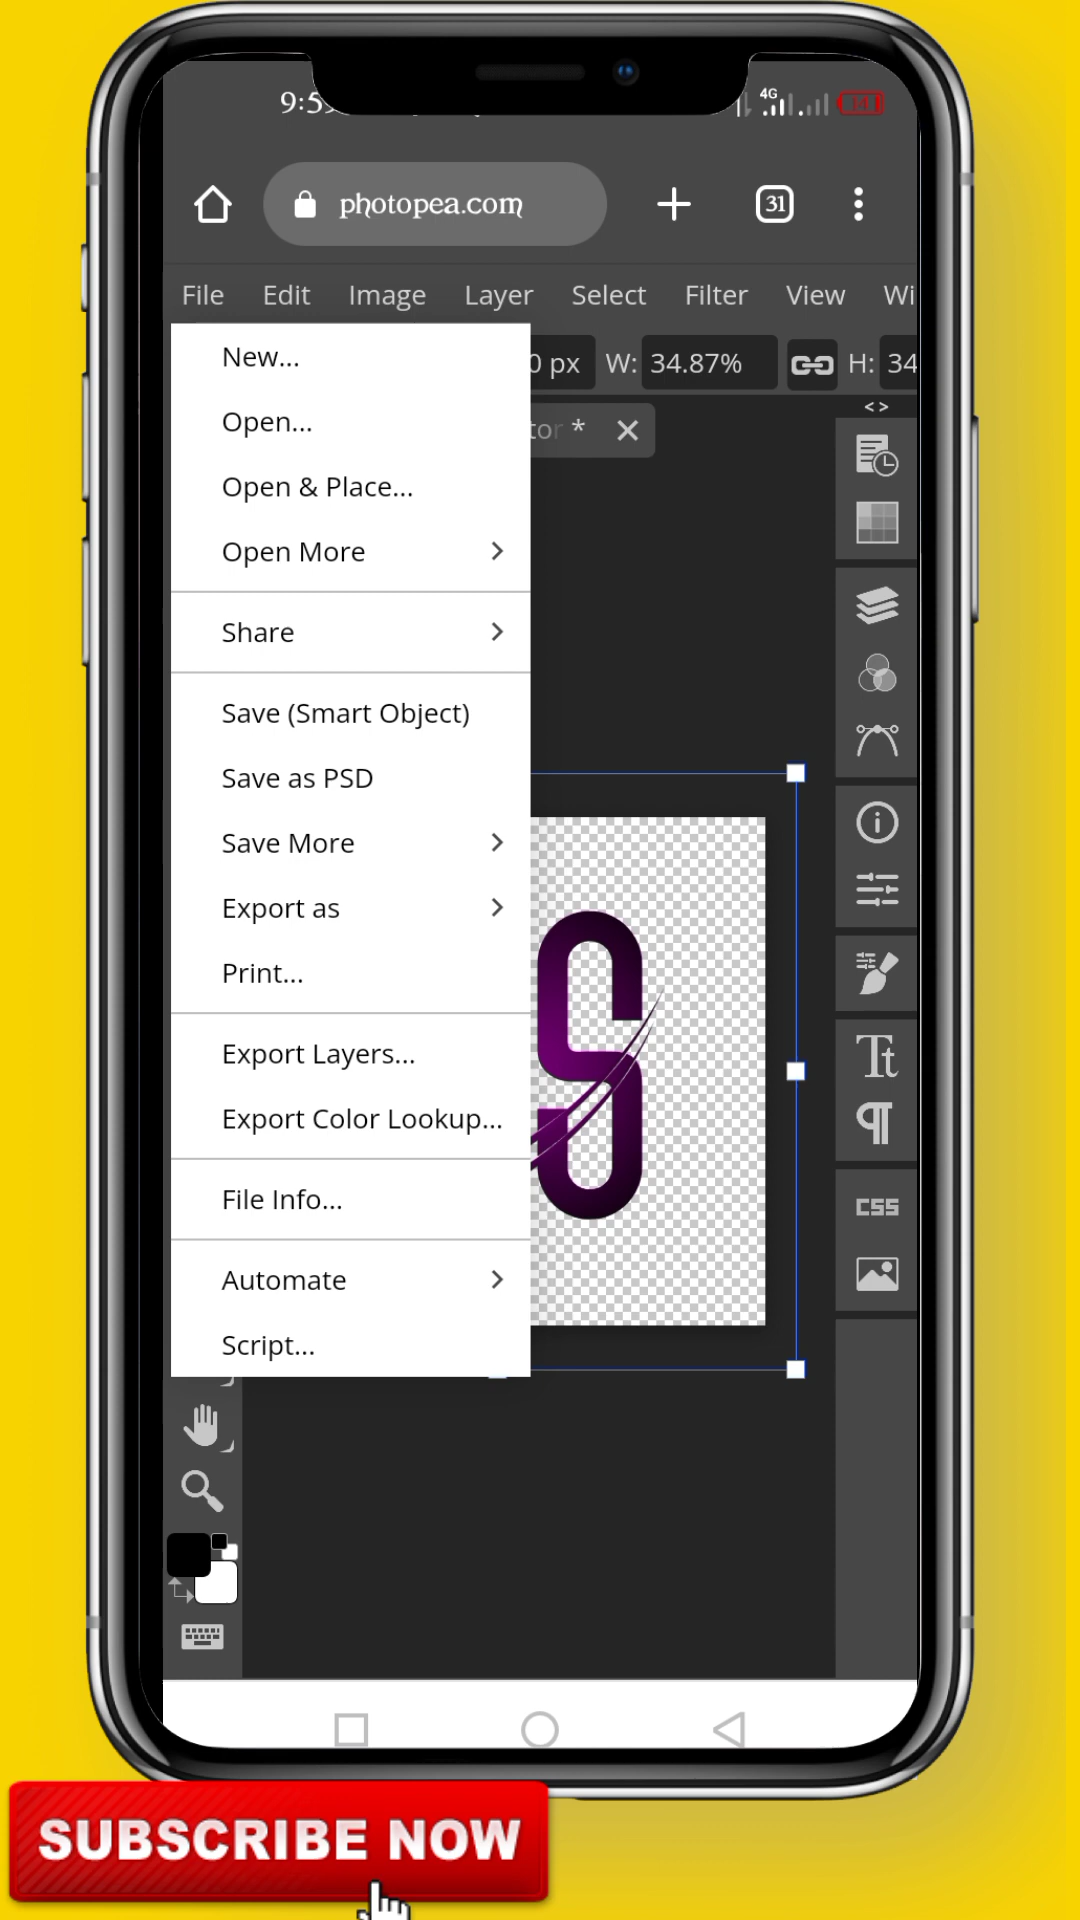 4G
14
photopea.com
31
File Edit Image Layer Select Filter View Wi
0 px W: 34.87% H: 34
tor *
New...
Open...
Open & Place...
Open More
Share
Save (Smart Object)
Save as PSD
Save More
Export as
Print...
Export Layers...
Export Color Lookup...
File Info...
Automate
Script...
S
Tt
¶
CSS
SUBSCRIBE NOW